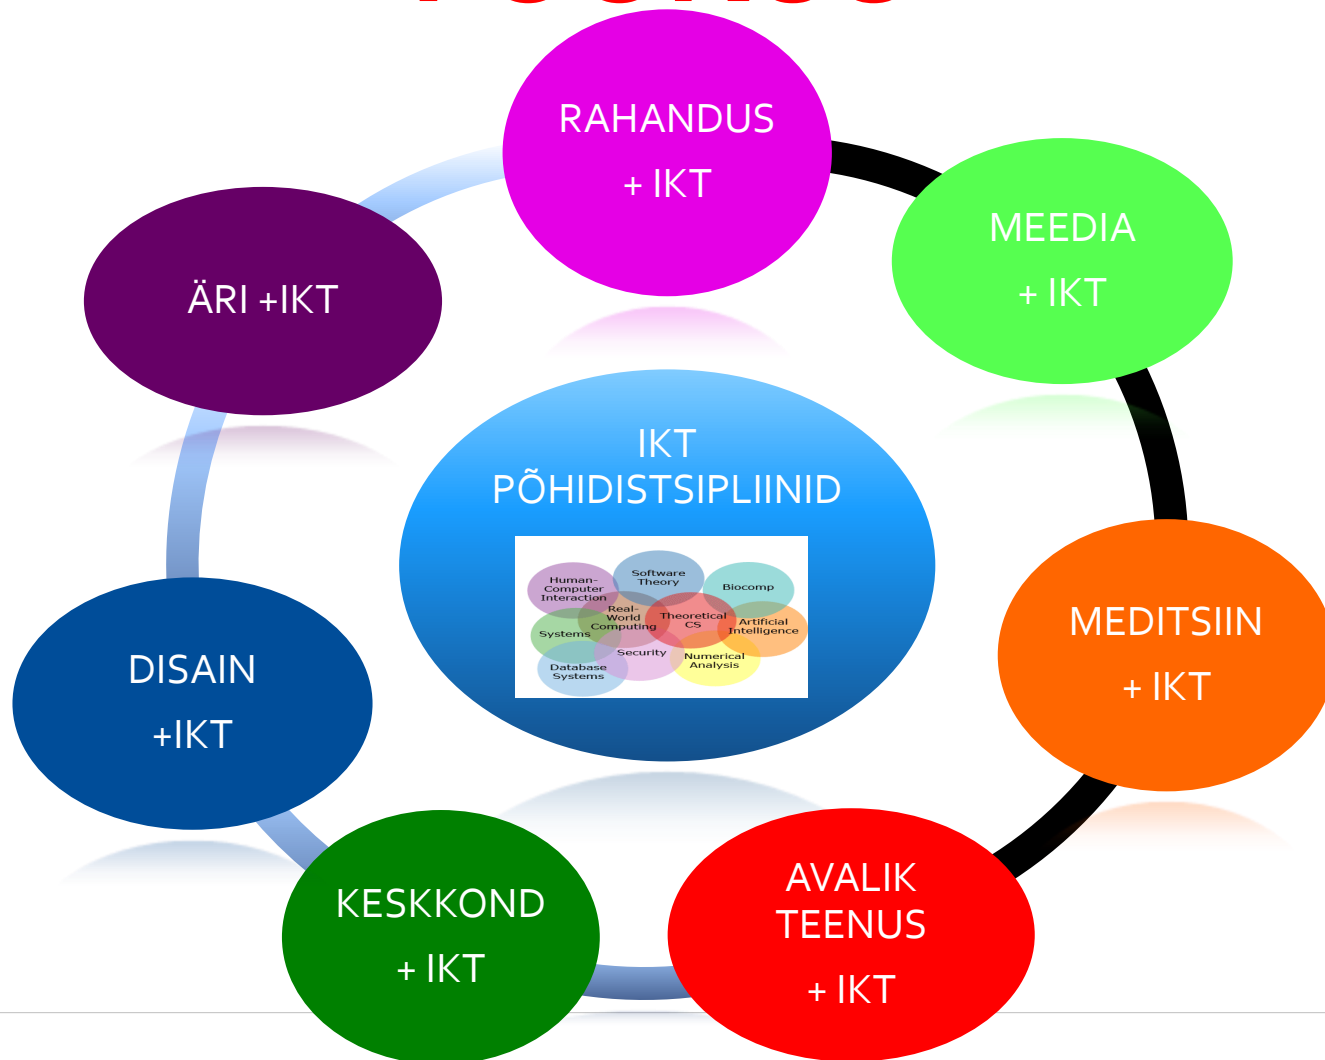 RAHANDUS
+ IKT
MEEDIA
+ IKT
ÄRI +IKT
IKT
PÕHIDISTSIPLIINID
Human-
Computer
Interaction
Software
Theory
Biocomp
Real-
World
Computing
Theoretical
CS
Artificial
Intelligence
Systems
Security
Numerical
Analysis
Database
Systems
MEDITSIIN
+ IKT
DISAIN
+IKT
KESKKOND
+ IKT
AVALIK
TEENUS
+ IKT